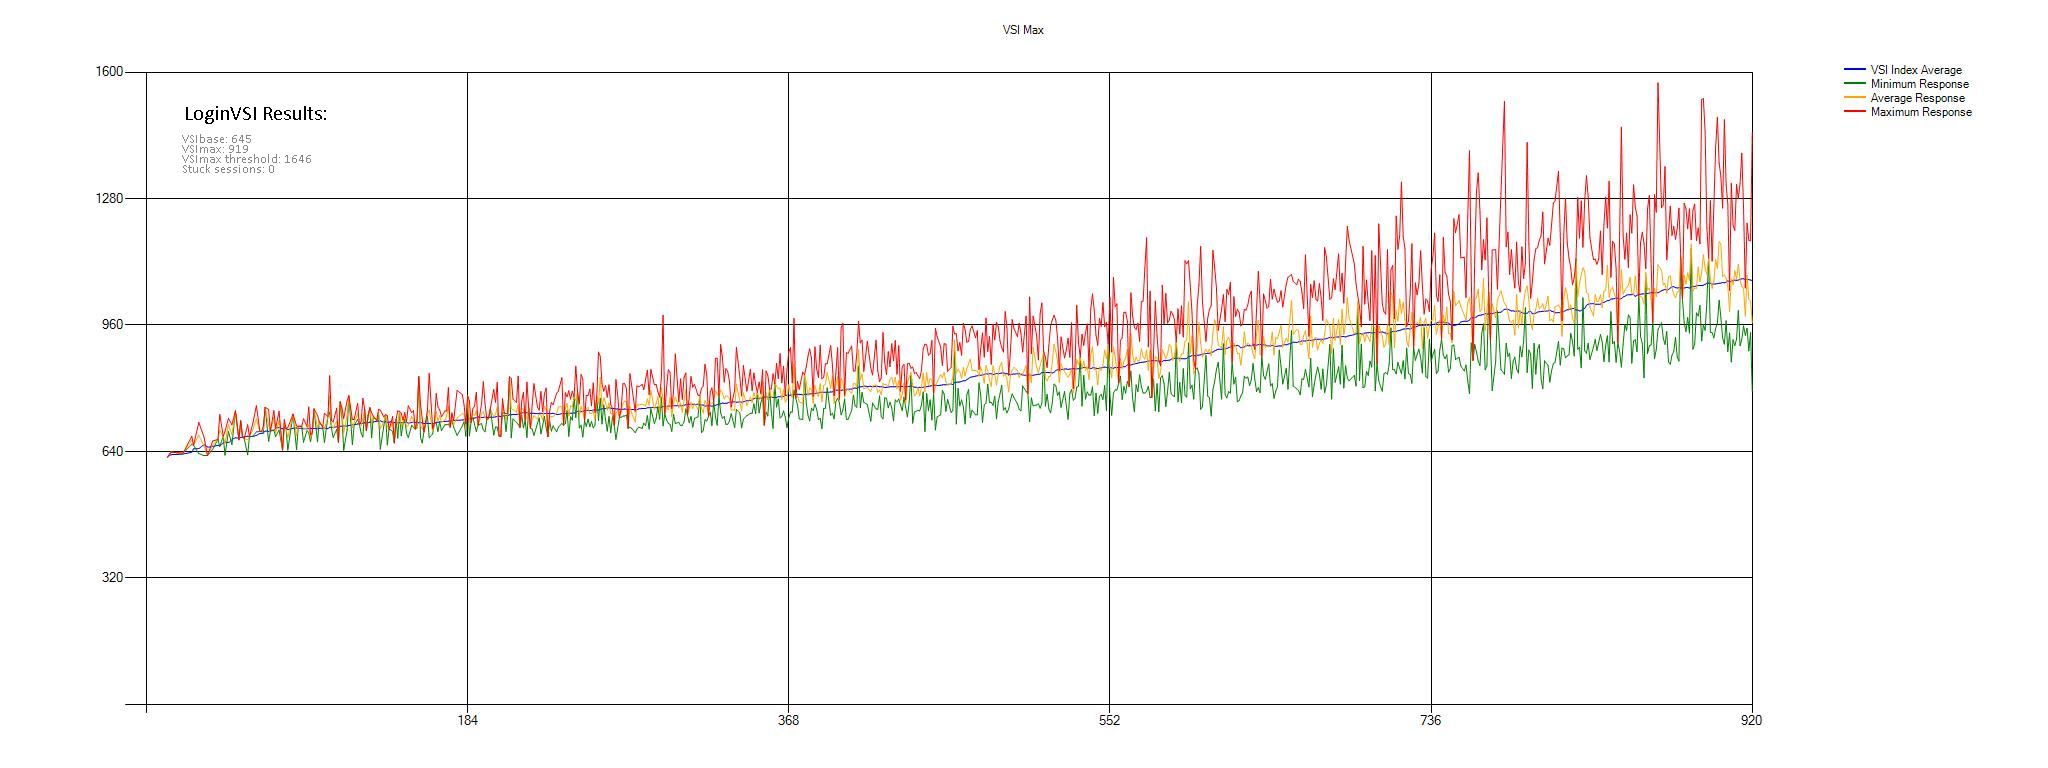 VSI Max
1600
1280
960
640
320
184
368
552
736
920
LoginVSI Results:
VSIbase: 645
VSImax: 919
VSImax threshold: 1646
Stuck sessions: 0
VSI Index Average
Minimum Response
Average Response
Maximum Response